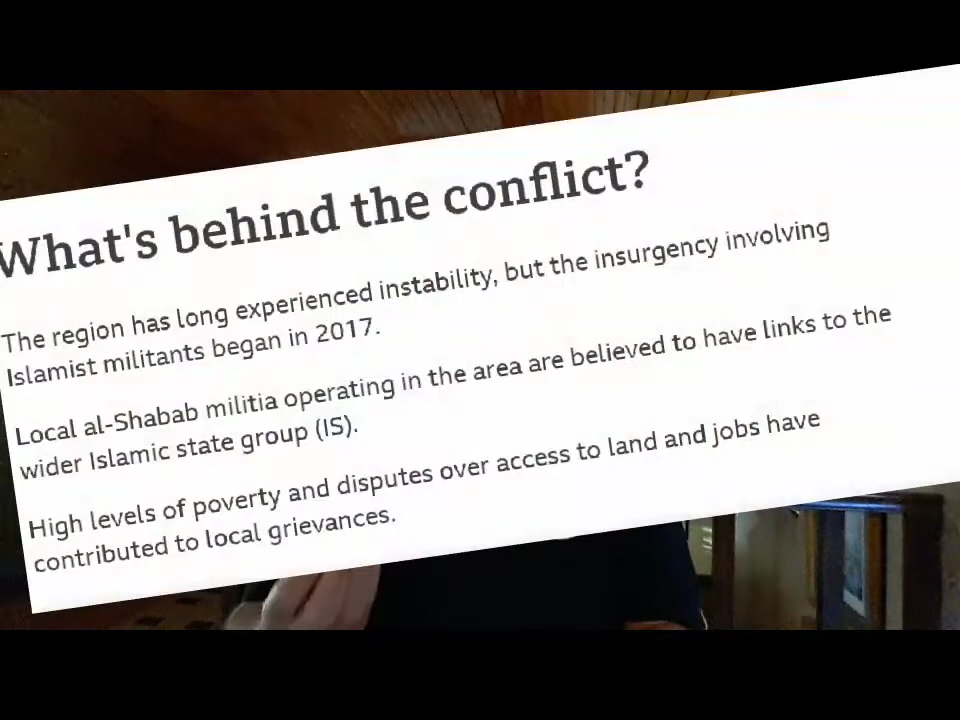 What's behind the conflict?
The region has long experienced instability, but the insurgency involving
Islamist militants began in 2017.
Local al-Shabab militia operating in the area are believed to have links to the
wider Islamic state group (IS).
High levels of poverty and disputes over access to land and jobs have
contributed to local grievances.